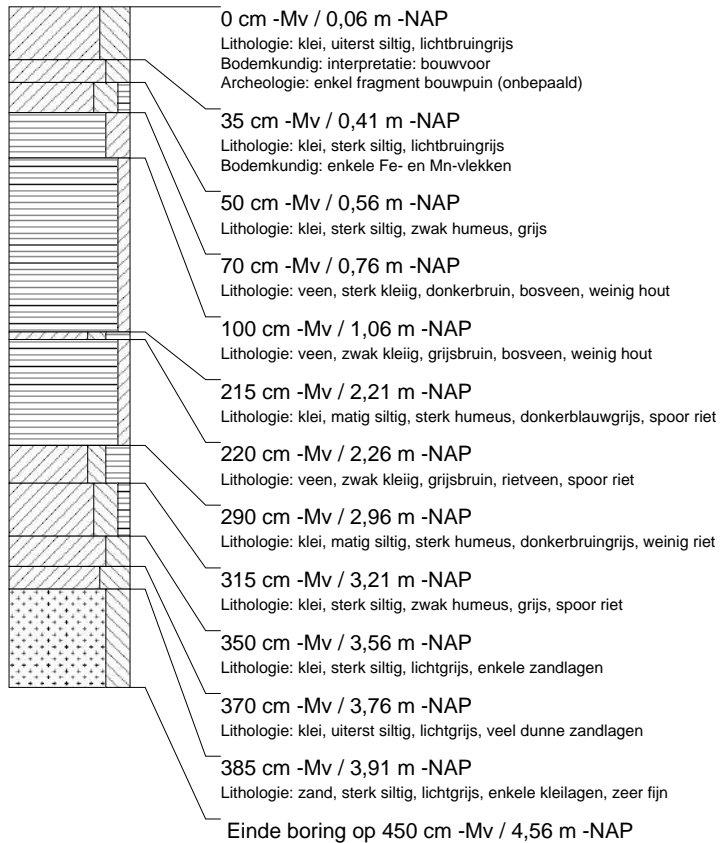 0 cm -Mv / 0,06 m -NAP
Lithologie: klei, uiterst siltig, lichtbruingrijs
Bodemkundig: interpretatie: bouwvoor
Archeologie: enkel fragment bouwpuin (onbepaald)
35 cm -Mv / 0,41 m -NAP
Lithologie: klei, sterk siltig, lichtbruingrijs
Bodemkundig: enkele Fe- en Mn-vlekken
50 cm -Mv / 0,56 m -NAP
Lithologie: klei, sterk siltig, zwak humeus, grijs
70 cm -Mv / 0,76 m -NAP
Lithologie: veen, sterk kleiig, donkerbruin, bosveen, weinig hout
100 cm -Mv / 1,06 m -NAP
Lithologie: veen, zwak kleiig, grijsbruin, bosveen, weinig hout
215 cm -Mv / 2,21 m -NAP
Lithologie: klei, matig siltig, sterk humeus, donkerblauwgrijs, spoor riet
220 cm -Mv / 2,26 m -NAP
Lithologie: veen, zwak kleiig, grijsbruin, rietveen, spoor riet
290 cm -Mv / 2,96 m -NAP
Lithologie: klei, matig siltig, sterk humeus, donkerbruingrijs, weinig riet
315 cm -Mv / 3,21 m -NAP
Lithologie: klei, sterk siltig, zwak humeus, grijs, spoor riet
350 cm -Mv / 3,56 m -NAP
Lithologie: klei, sterk siltig, lichtgrijs, enkele zandlagen
370 cm -Mv / 3,76 m -NAP
Lithologie: klei, uiterst siltig, lichtgrijs, veel dunne zandlagen
385 cm -Mv / 3,91 m -NAP
Lithologie: zand, sterk siltig, lichtgrijs, enkele kleilagen, zeer fijn
Einde boring op 450 cm -Mv / 4,56 m -NAP